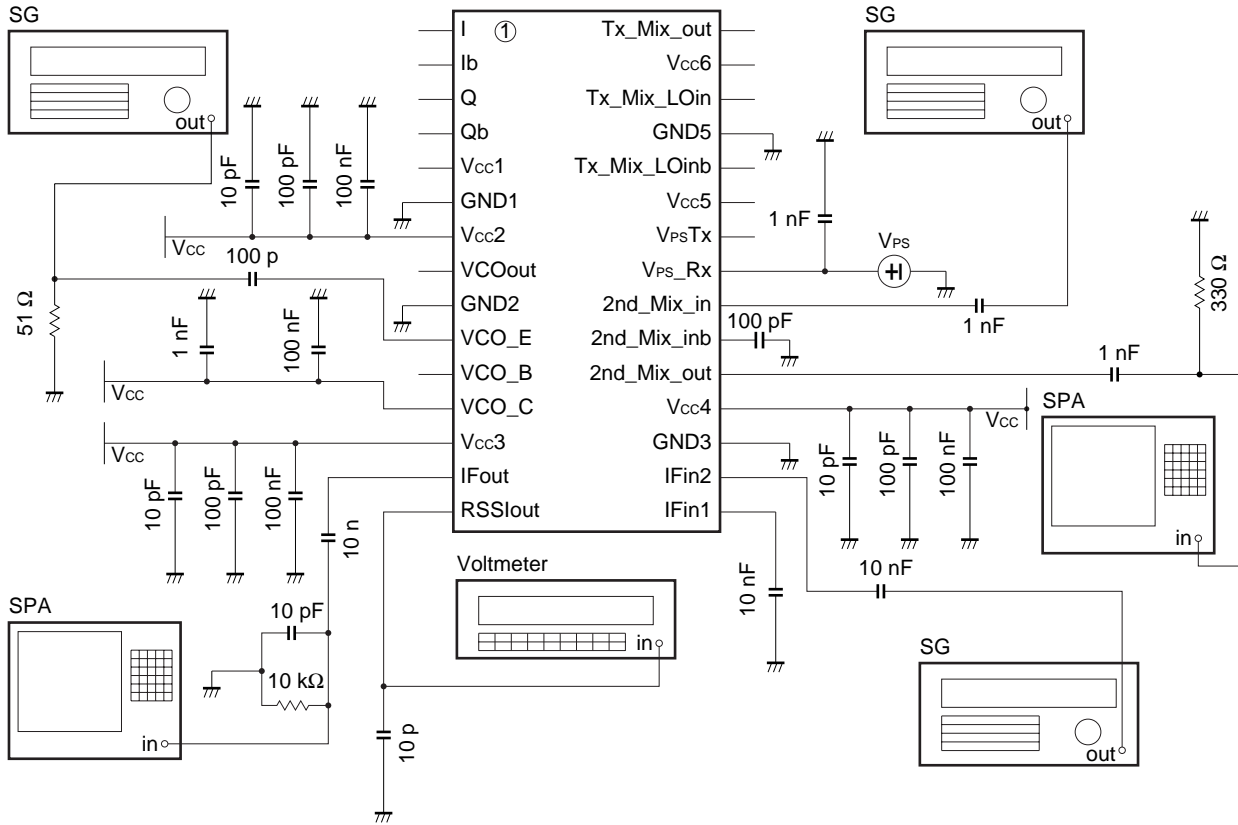 SG
out
51 Ω
10 pF
100 pF
100 nF
Vcc
100 p
1 nF
100 nF
Vcc
Vcc
10 pF
100 pF
100 nF
10 n
SPA
in
10 pF
10 kΩ
10 p
Voltmeter
in
I
①
Ib
Q
Qb
Vcc1
GND1
Vcc2
VCOout
GND2
VCO_E
VCO_B
VCO_C
Vcc3
IFout
RSSIout
Tx_Mix_out
Vcc6
Tx_Mix_LOin
GND5
Tx_Mix_LOinb
Vcc5
VPSTx
VPS_Rx
2nd_Mix_in
2nd_Mix_inb
2nd_Mix_out
Vcc4
GND3
IFin2
IFin1
SG
out
1 nF
VPS
1 nF
100 pF
330 Ω
1 nF
Vcc
10 pF
100 pF
100 nF
SPA
in
10 nF
10 nF
SG
out